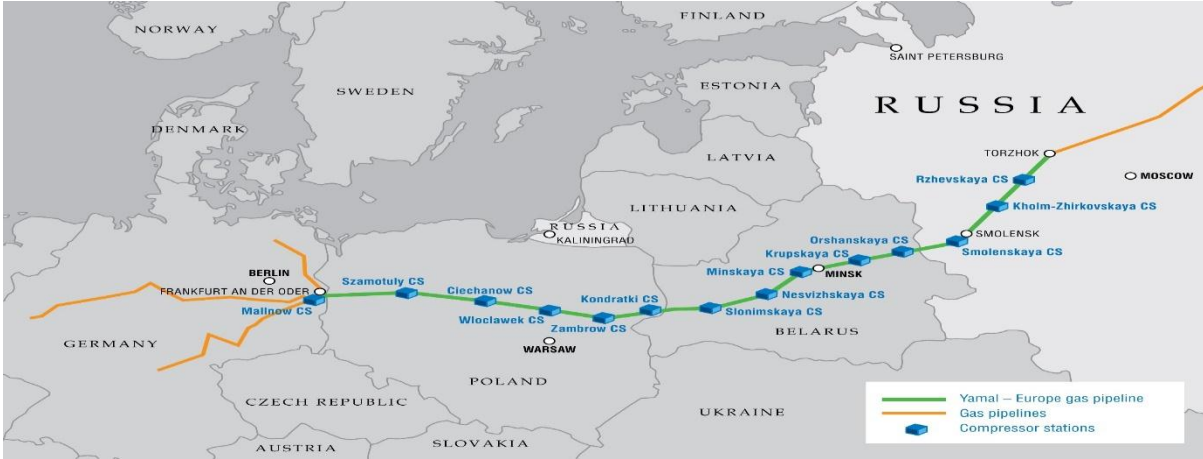 NORWAY
FINLAND
SAINT PETERSBURG
SWEDEN
ESTONIA
RUSSIA
DENMARK
LATVIA
TORZHOK
Rzhevskaya CS
MOSCOW
LITHUANIA
Kholm-Zhirkovskaya CS
RUSSIA
KALININGRAD
SMOLENSK
Orshanskaya CS
Smolenskaya CS
Krupskaya CS
Minskaya CS
MINSK
BERLIN
FRANKFURT AN DER ODER
Szamotuly CS
Ciechanow CS
Kondratki CS
Nesvizhskaya CS
Mallnow CS
Wloclawek CS
Zambrow CS
Slonimskaya CS
BELARUS
GERMANY
WARSAW
POLAND
CZECH REPUBLIC
UKRAINE
AUSTRIA
SLOVAKIA
Yamal – Europe gas pipeline
Gas pipelines
Compressor stations